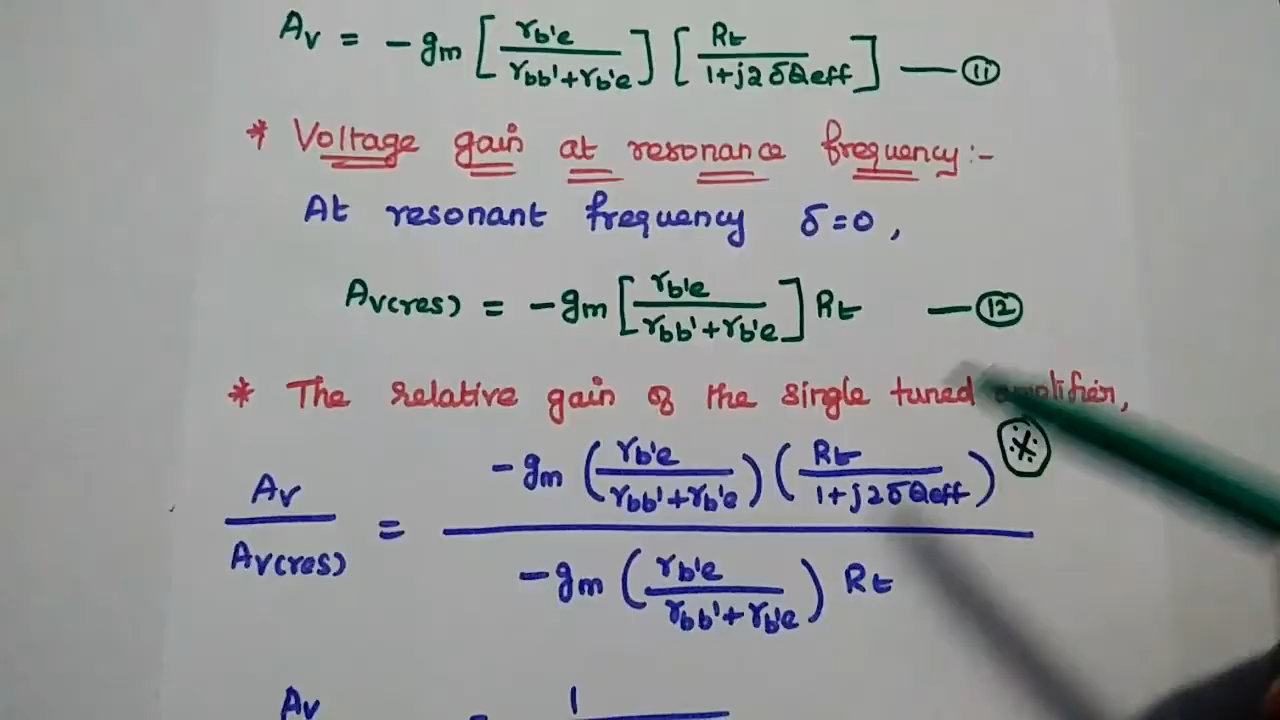 Av = -gm [ rb'e / rbb'+rb'e ] [ Rt / 1+j2δQeff ] — ⑪
* Voltage gain at resonance frequency:-
At resonant frequency δ=0,
Av(res) = -gm [ rb'e / rbb'+rb'e ] Rt — ⑫
* The relative gain of the single tuned amplifier,
Av / Av(res) = -gm ( rb'e / rbb'+rb'e ) ( Rt / 1+j2δQeff ) / -gm ( rb'e / rbb'+rb'e ) Rt ※
Av = 1